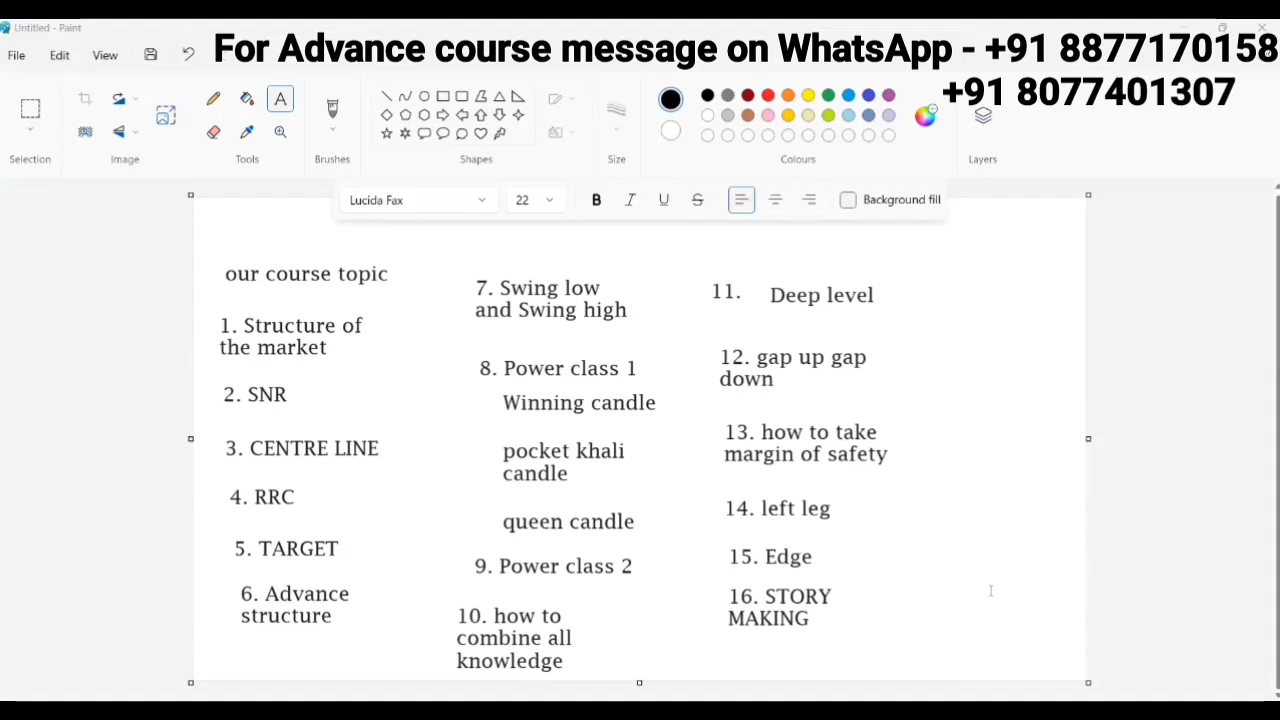 Untitled - Paint
File Edit View
For Advance course message on WhatsApp - +91 8877170158
+91 8077401307
Selection Image Tools Brushes Shapes Size Colours Layers
Lucida Fax 22 B I U S Background fill
our course topic
1. Structure of
the market
2. SNR
3. CENTRE LINE
4. RRC
5. TARGET
6. Advance
structure
7. Swing low
and Swing high
8. Power class 1
Winning candle
pocket khali
candle
queen candle
9. Power class 2
10. how to
combine all
knowledge
11. Deep level
12. gap up gap
down
13. how to take
margin of safety
14. left leg
15. Edge
16. STORY
MAKING